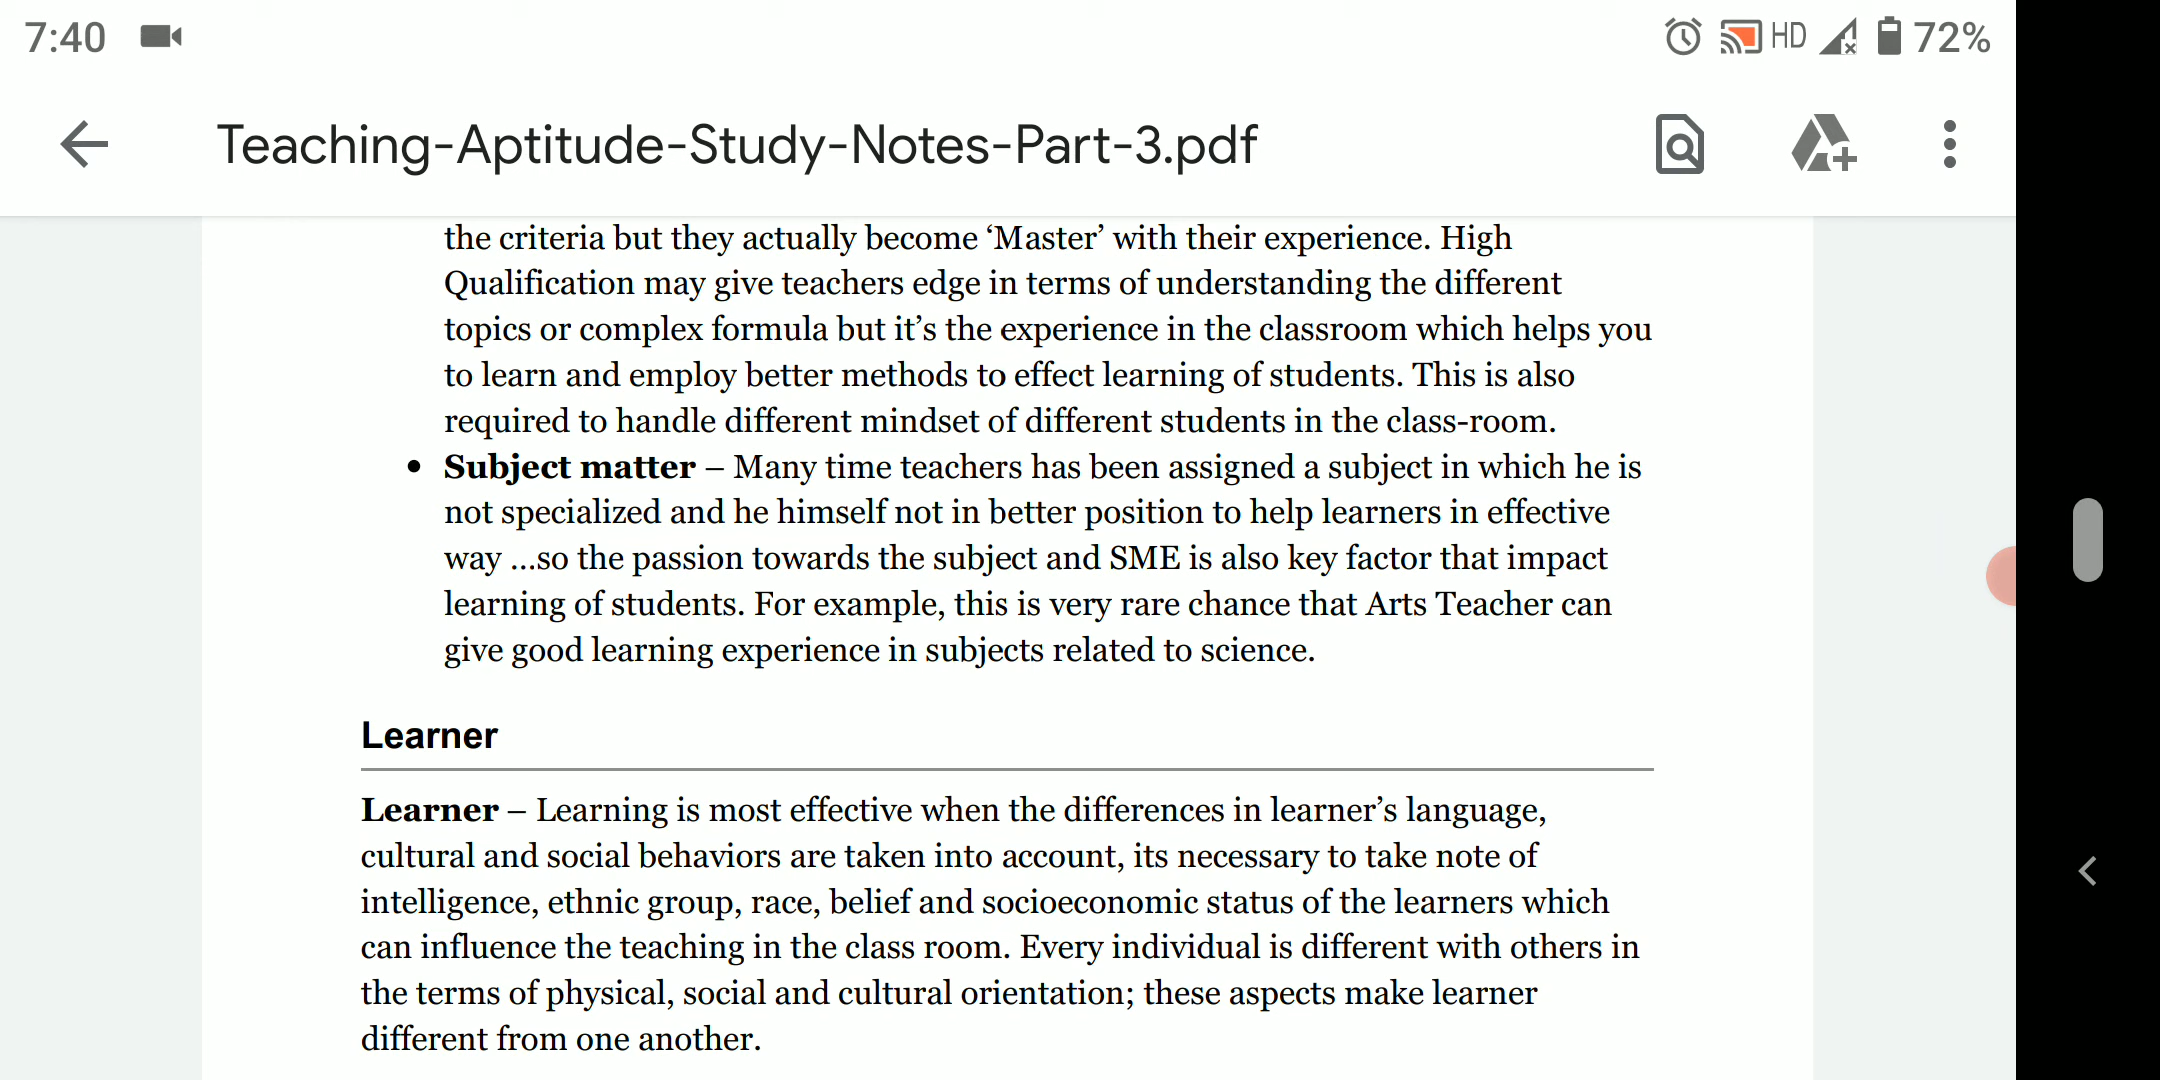 7:40 HD 72%
Teaching-Aptitude-Study-Notes-Part-3.pdf
the criteria but they actually become ‘Master’ with their experience. High
Qualification may give teachers edge in terms of understanding the different
topics or complex formula but it’s the experience in the classroom which helps you
to learn and employ better methods to effect learning of students. This is also
required to handle different mindset of different students in the class-room.
• Subject matter – Many time teachers has been assigned a subject in which he is
not specialized and he himself not in better position to help learners in effective
way ...so the passion towards the subject and SME is also key factor that impact
learning of students. For example, this is very rare chance that Arts Teacher can
give good learning experience in subjects related to science.
Learner
Learner – Learning is most effective when the differences in learner’s language,
cultural and social behaviors are taken into account, its necessary to take note of
intelligence, ethnic group, race, belief and socioeconomic status of the learners which
can influence the teaching in the class room. Every individual is different with others in
the terms of physical, social and cultural orientation; these aspects make learner
different from one another.